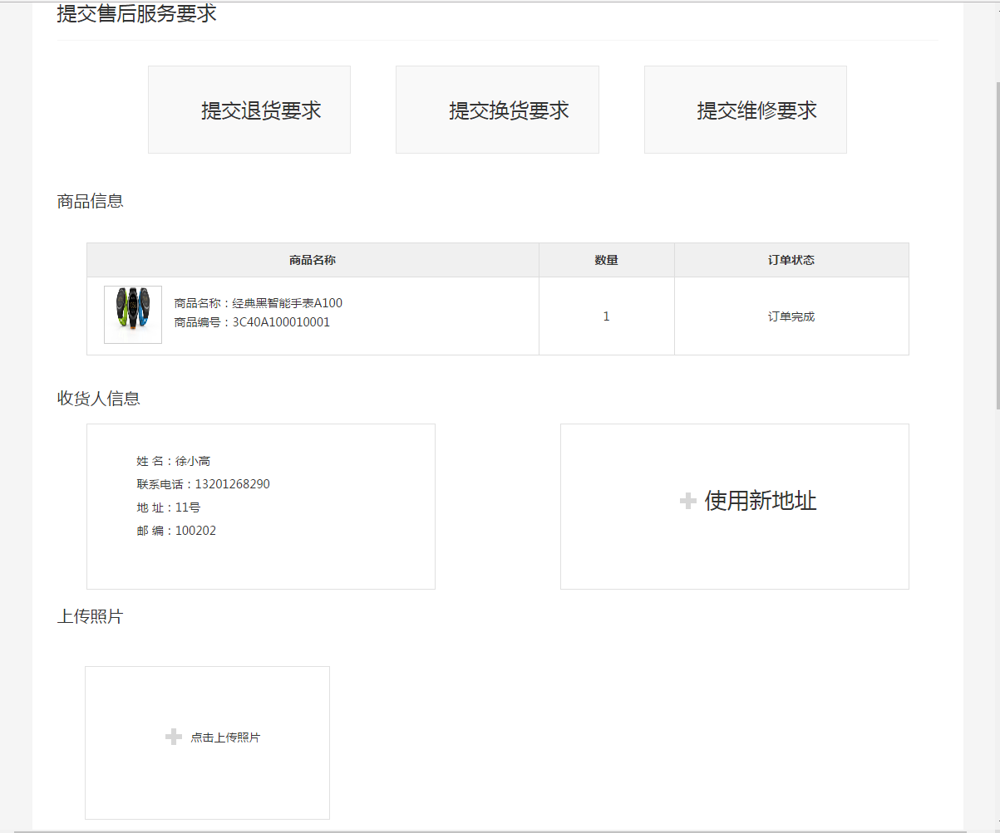 提交售后服务要求
提交退货要求
提交换货要求
提交维修要求
商品信息
商品名称
数量
订单状态
商品名称：经典黑智能手表A100
商品编号：3C40A100010001
1
订单完成
收货人信息
姓 名：徐小高
联系电话：13201268290
地 址：11号
邮 编：100202
使用新地址
上传照片
点击上传照片